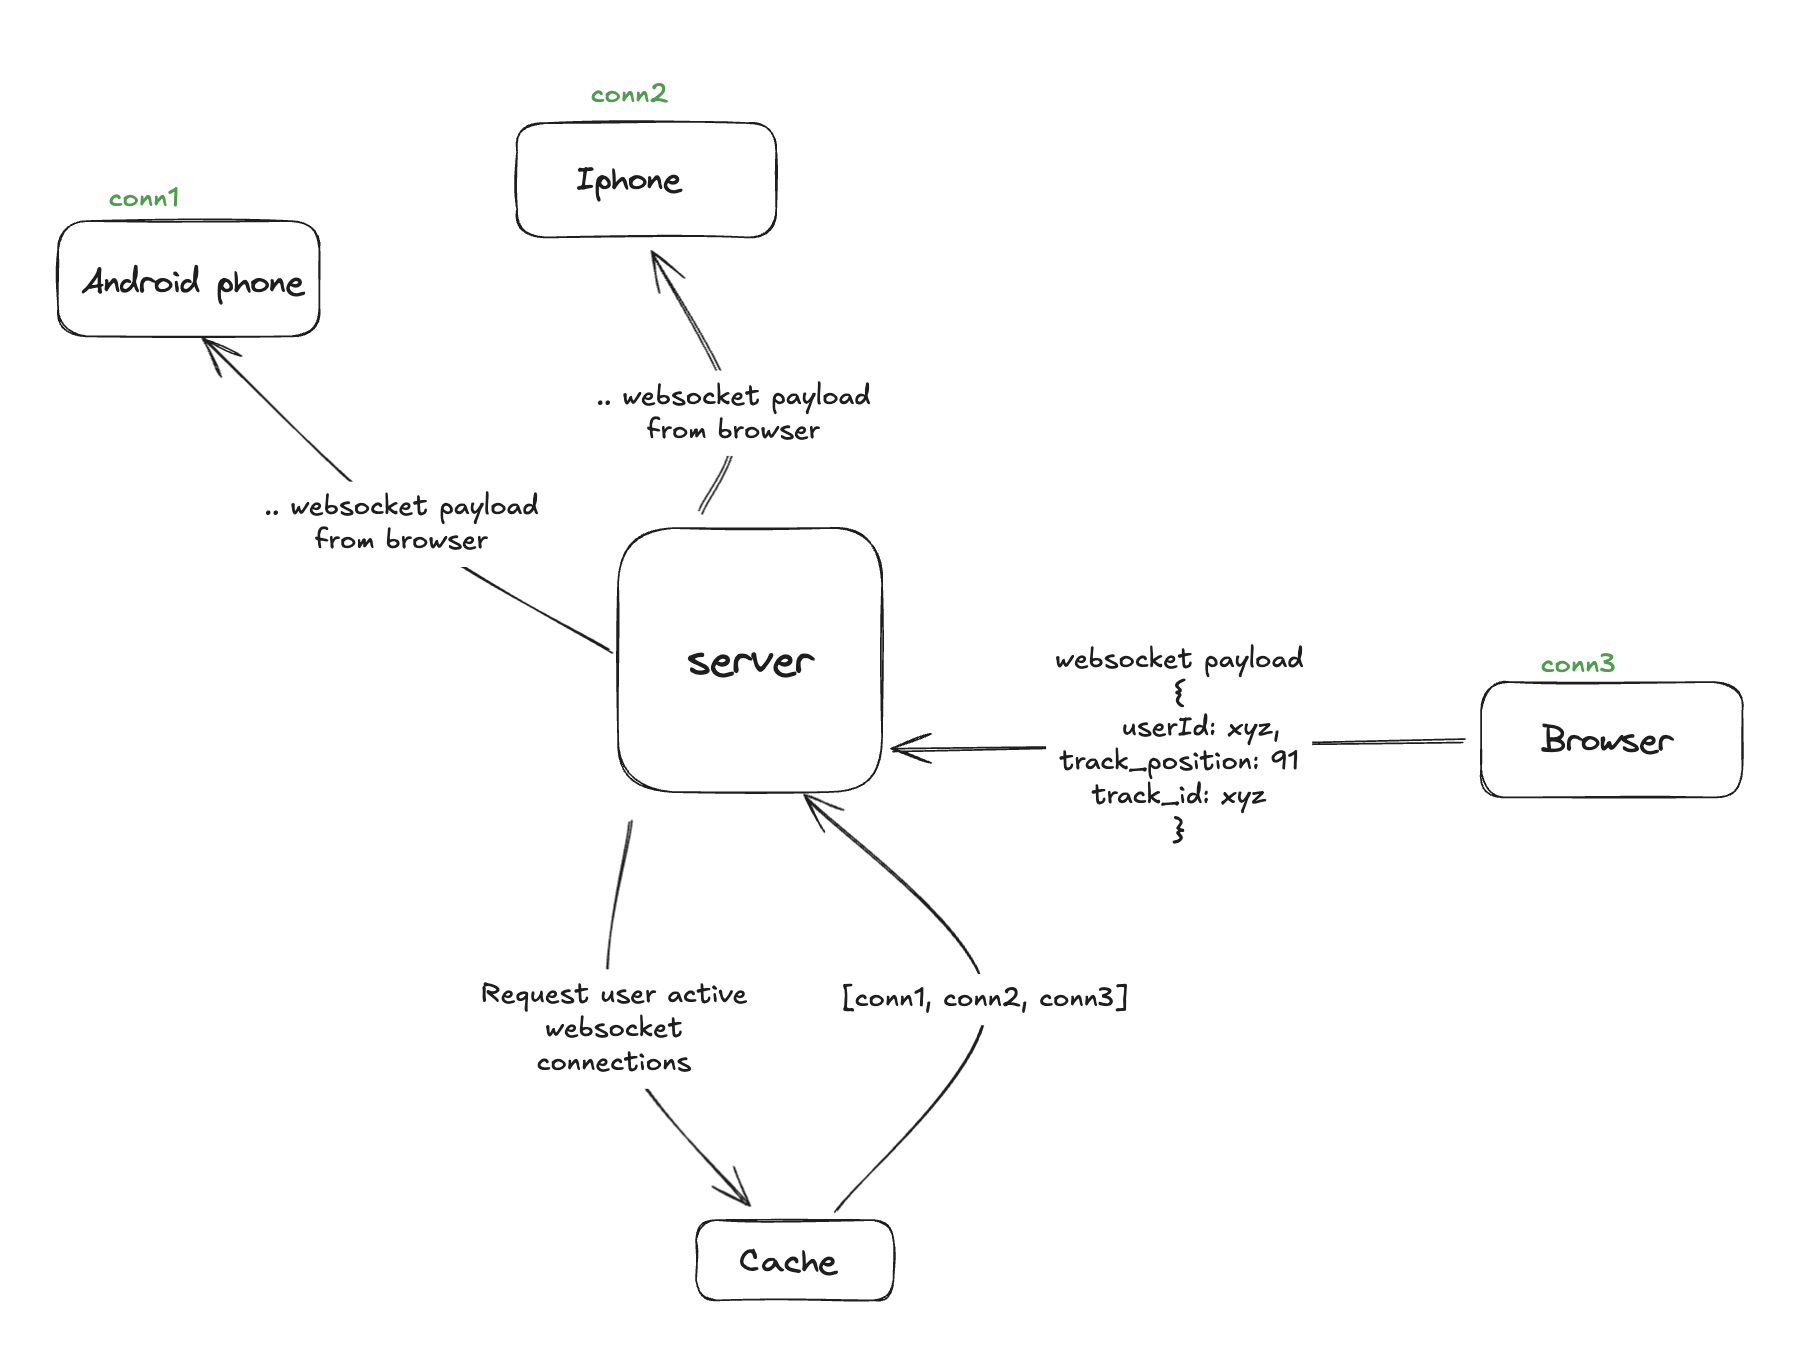 conn2
Iphone
conn1
Android phone
.. websocket payload
from browser
.. websocket payload
from browser
server
websocket payload
{
userId: xyz,
track_position: 91
track_id: xyz
}
conn3
Browser
Request user active
websocket
connections
[conn1, conn2, conn3]
Cache